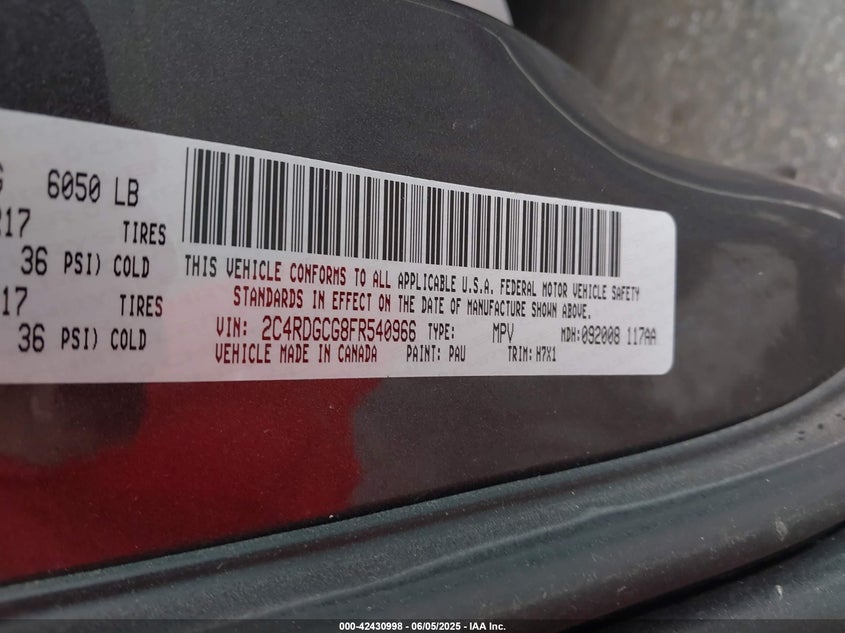 6050 LB
17 TIRES
36 PSI) COLD
17 TIRES
36 PSI) COLD
THIS VEHICLE CONFORMS TO ALL APPLICABLE U.S.A. FEDERAL MOTOR VEHICLE SAFETY
STANDARDS IN EFFECT ON THE DATE OF MANUFACTURE SHOWN ABOVE.
VIN: 2C4RDGCG8FR540966 TYPE: MPV MDH:092008 117AA
VEHICLE MADE IN CANADA PAINT: PAU TRIM: H7X1
000-42430998 - 06/05/2025 - IAA Inc.